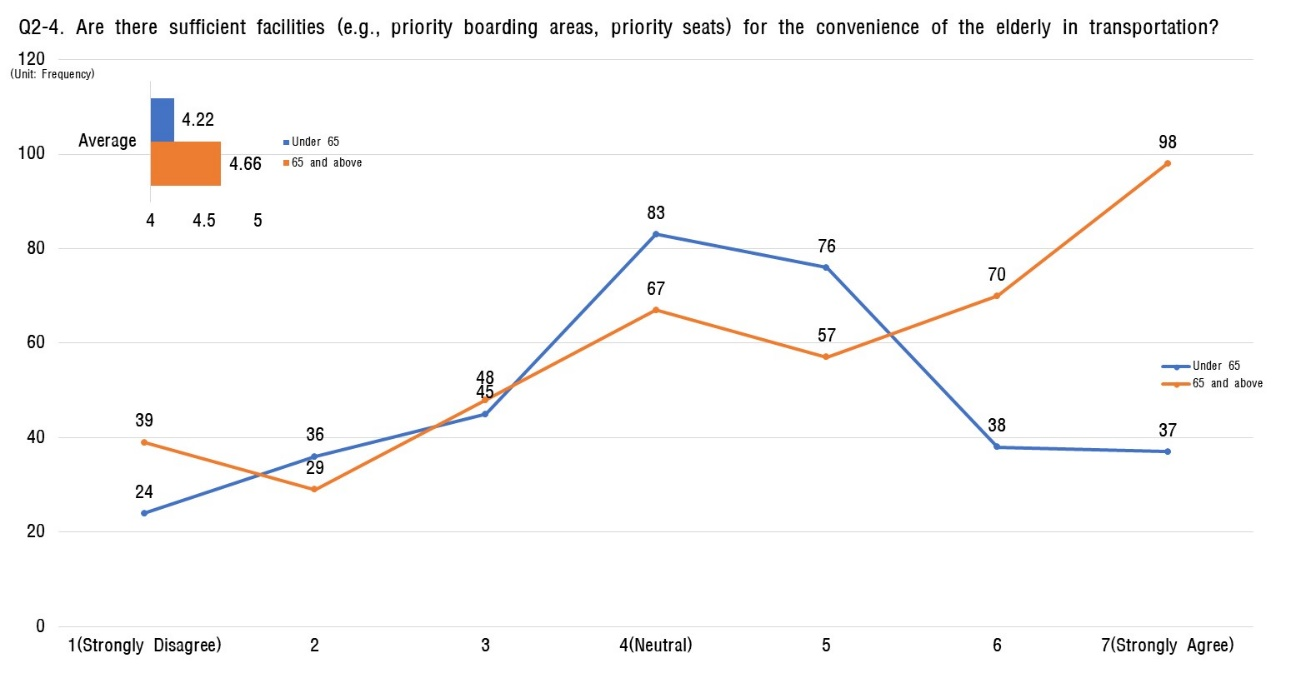 Q2-4. Are there sufficient facilities (e.g., priority boarding areas, priority seats) for the convenience of the elderly in transportation?
120
(Unit: Frequency)
4.22
Average
Under 65
100
4.66
65 and above
98
4 4.5 5
83
80
76
67
70
60
57
48
45
Under 65
65 and above
39
40
36
38
37
29
24
20
0
1(Strongly Disagree) 2 3 4(Neutral) 5 6 7(Strongly Agree)